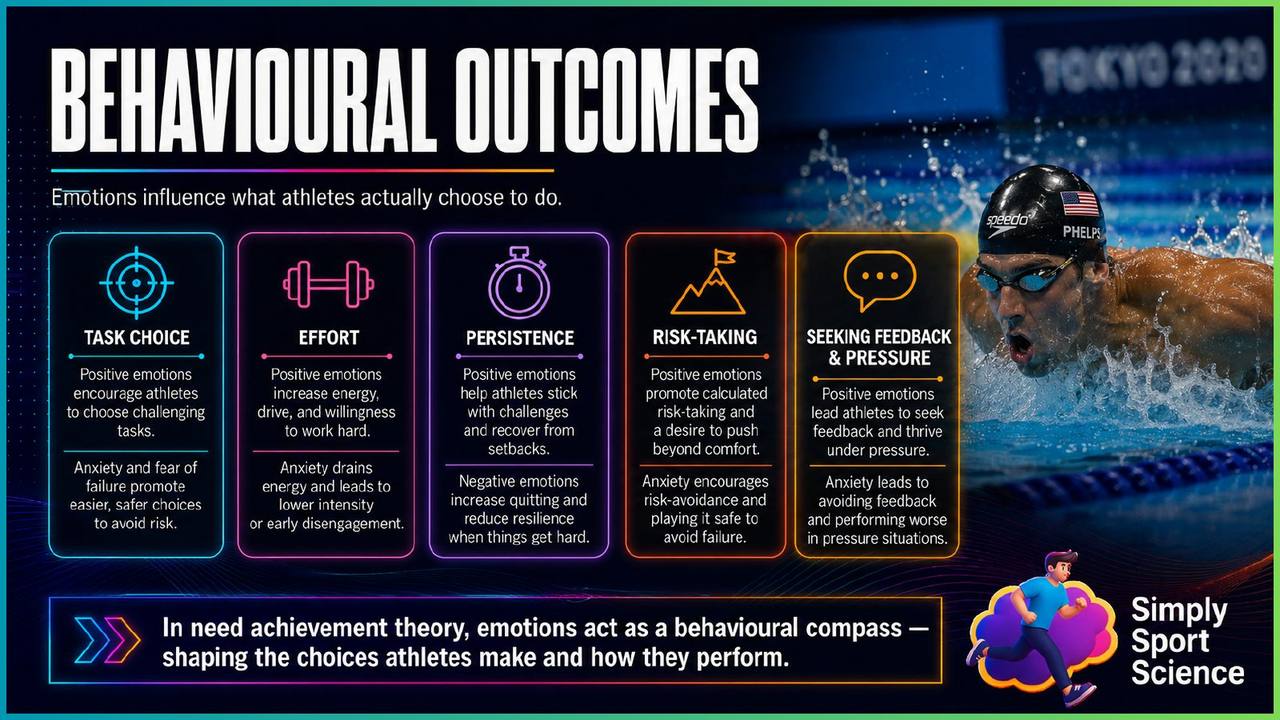 BEHAVIOURAL OUTCOMES
TOKYO 2020
Emotions influence what athletes actually choose to do.
speedo
PHELPS
TASK CHOICE
Positive emotions
encourage athletes
to choose challenging
tasks.
Anxiety and fear of
failure promote
easier, safer choices
to avoid risk.
EFFORT
Positive emotions
increase energy,
drive, and willingness
to work hard.
Anxiety drains
energy and leads to
lower intensity
or early disengagement.
PERSISTENCE
Positive emotions
help athletes stick
with challenges
and recover from
setbacks.
Negative emotions
increase quitting and
reduce resilience
when things get hard.
RISK-TAKING
Positive emotions
promote calculated
risk-taking and
a desire to push
beyond comfort.
Anxiety encourages
risk-avoidance and
playing it safe to
avoid failure.
SEEKING FEEDBACK
& PRESSURE
Positive emotions
lead athletes to seek
feedback and thrive
under pressure.
Anxiety leads to
avoiding feedback
and performing worse
in pressure situations.
In need achievement theory, emotions act as a behavioural compass —
shaping the choices athletes make and how they perform.
Simply
Sport
Science